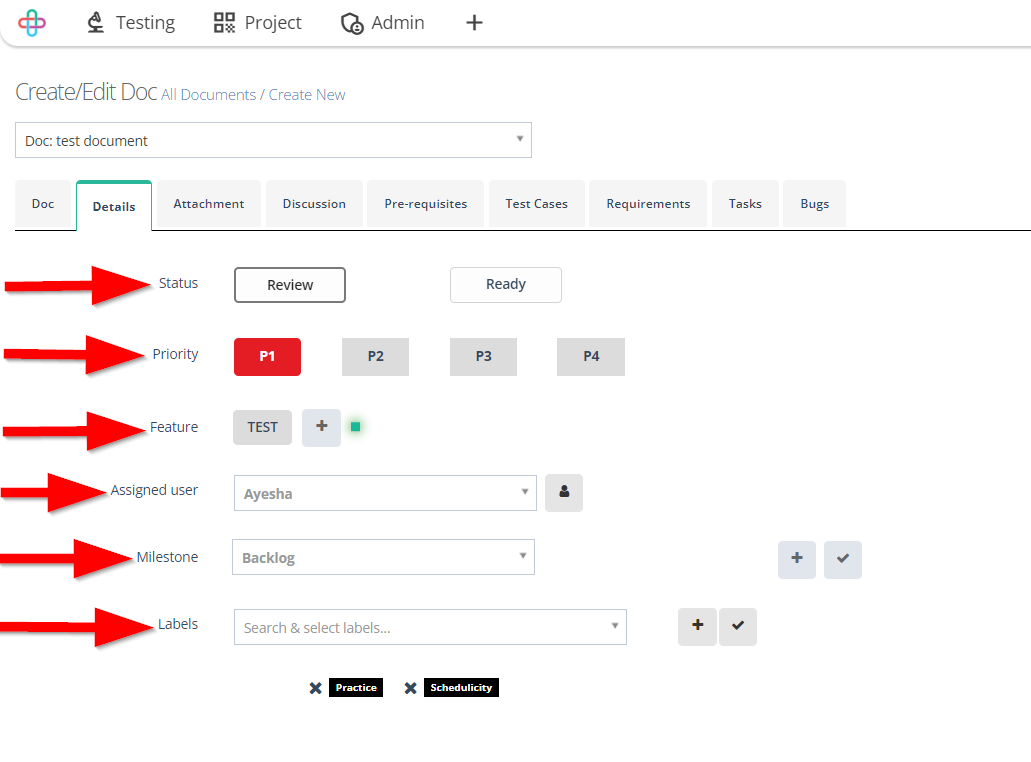 Testing Project Admin
Create/Edit Doc All Documents / Create New
Doc: test document
Doc Details Attachment Discussion Pre-requisites Test Cases Requirements Tasks Bugs
Status Review Ready
Priority P1 P2 P3 P4
Feature TEST
Assigned user Ayesha
Milestone Backlog
Labels Search & select labels...
Practice Schedulicity